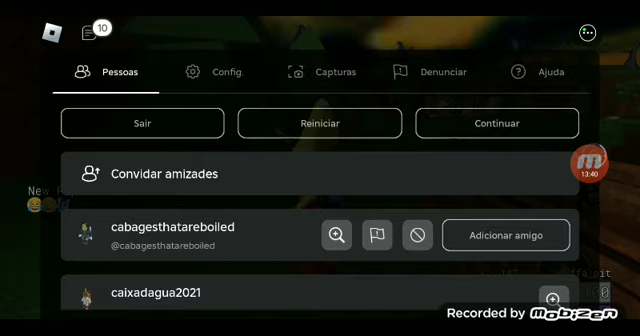 10
Pessoas
Config.
Capturas
Denunciar
Ajuda
Sair
Reiniciar
Continuar
Convidar amizades
13:40
New
cabagesthatareboiled
@cabagesthatareboiled
Adicionar amigo
caixadagua2021
Recorded by Mobizen